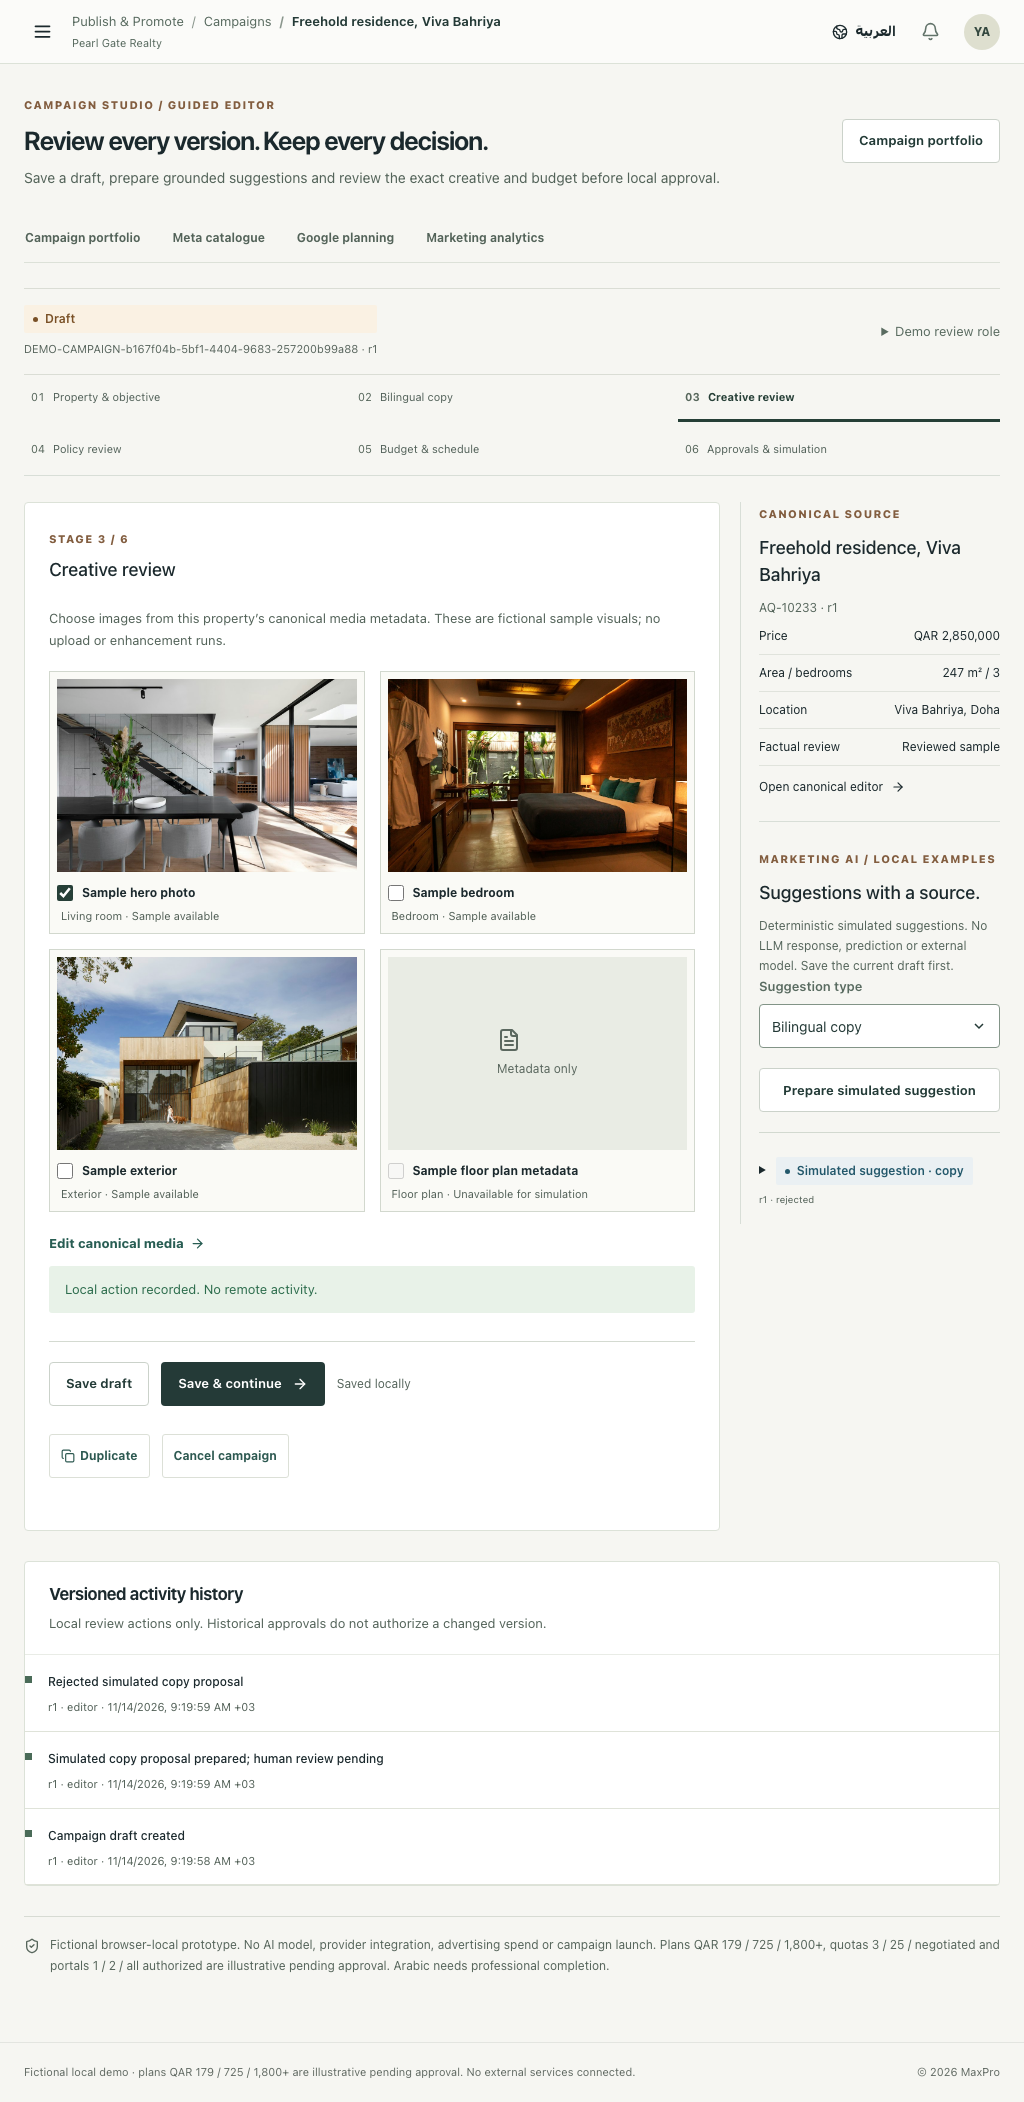 Publish & Promote / Campaigns / Freehold residence, Viva Bahriya
Pearl Gate Realty
العربية
YA
CAMPAIGN STUDIO / GUIDED EDITOR
Review every version. Keep every decision.
Save a draft, prepare grounded suggestions and review the exact creative and budget before local approval.
Campaign portfolio
Campaign portfolio
Meta catalogue
Google planning
Marketing analytics
Draft
DEMO-CAMPAIGN-b167f04b-5bf1-4404-9683-257200b99a88 · r1
Demo review role
01 Property & objective
02 Bilingual copy
03 Creative review
04 Policy review
05 Budget & schedule
06 Approvals & simulation
STAGE 3 / 6
Creative review
Choose images from this property's canonical media metadata. These are fictional sample visuals; no
upload or enhancement runs.
Sample hero photo
Living room · Sample available
Sample bedroom
Bedroom · Sample available
Sample exterior
Exterior · Sample available
Metadata only
Sample floor plan metadata
Floor plan · Unavailable for simulation
Edit canonical media
Local action recorded. No remote activity.
Save draft
Save & continue
Saved locally
Duplicate
Cancel campaign
CANONICAL SOURCE
Freehold residence, Viva
Bahriya
AQ-10233 · r1
Price QAR 2,850,000
Area / bedrooms 247 m² / 3
Location Viva Bahriya, Doha
Factual review Reviewed sample
Open canonical editor
MARKETING AI / LOCAL EXAMPLES
Suggestions with a source.
Deterministic simulated suggestions. No
LLM response, prediction or external
model. Save the current draft first.
Suggestion type
Bilingual copy
Prepare simulated suggestion
Simulated suggestion · copy
r1 · rejected
Versioned activity history
Local review actions only. Historical approvals do not authorize a changed version.
Rejected simulated copy proposal
r1 · editor · 11/14/2026, 9:19:59 AM +03
Simulated copy proposal prepared; human review pending
r1 · editor · 11/14/2026, 9:19:59 AM +03
Campaign draft created
r1 · editor · 11/14/2026, 9:19:58 AM +03
Fictional browser-local prototype. No AI model, provider integration, advertising spend or campaign launch. Plans QAR 179 / 725 / 1,800+, quotas 3 / 25 / negotiated and
portals 1 / 2 / all authorized are illustrative pending approval. Arabic needs professional completion.
Fictional local demo · plans QAR 179 / 725 / 1,800+ are illustrative pending approval. No external services connected.
© 2026 MaxPro